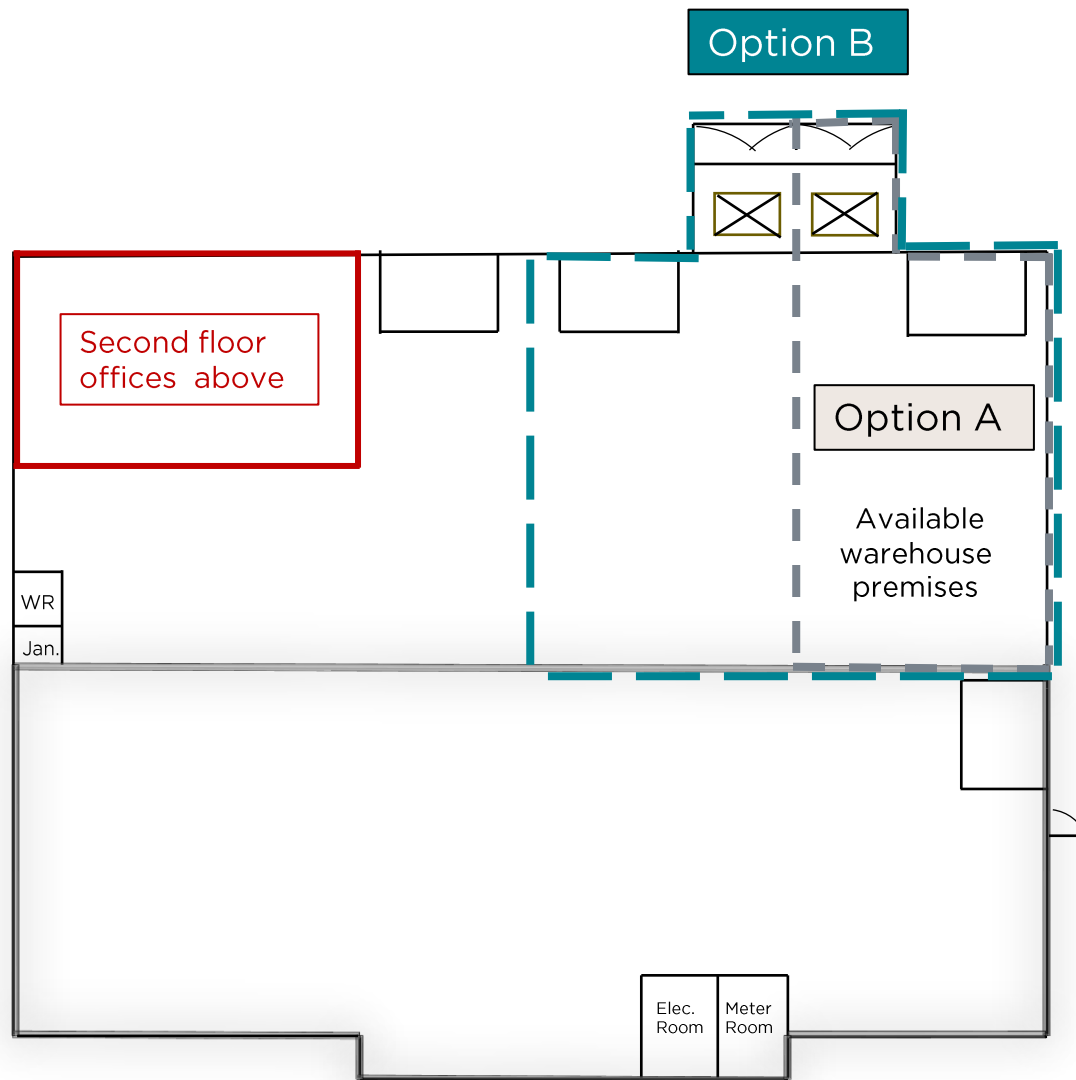 Option B
Second floor
offices above
Option A
Available
warehouse
premises
WR
Jan.
Elec.
Room
Meter
Room